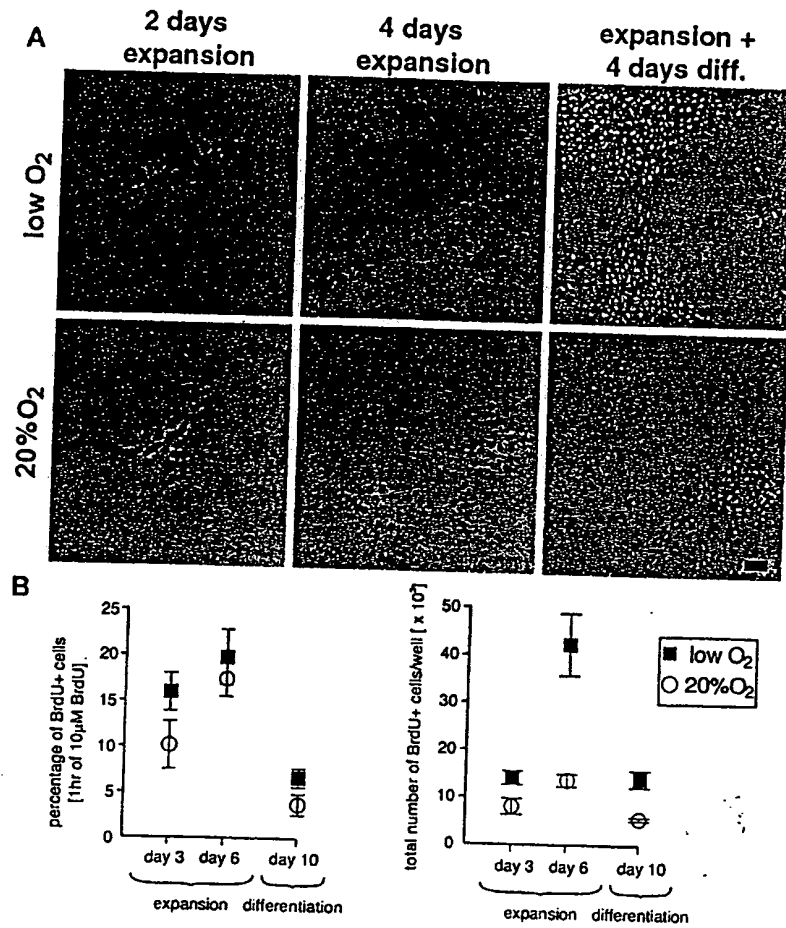 A
2 days
expansion
4 days
expansion
expansion +
4 days diff.
low O2
20%O2
B
percentage of BrdU+ cells
[1hr of 10µM BrdU]
25
20
15
10
5
0
day 3 day 6 day 10
expansion differentiation
total number of BrdU+ cells/well [ x 10⁵]
50
40
30
20
10
day 3 day 6 day 10
expansion differentiation
low O2
20%O2